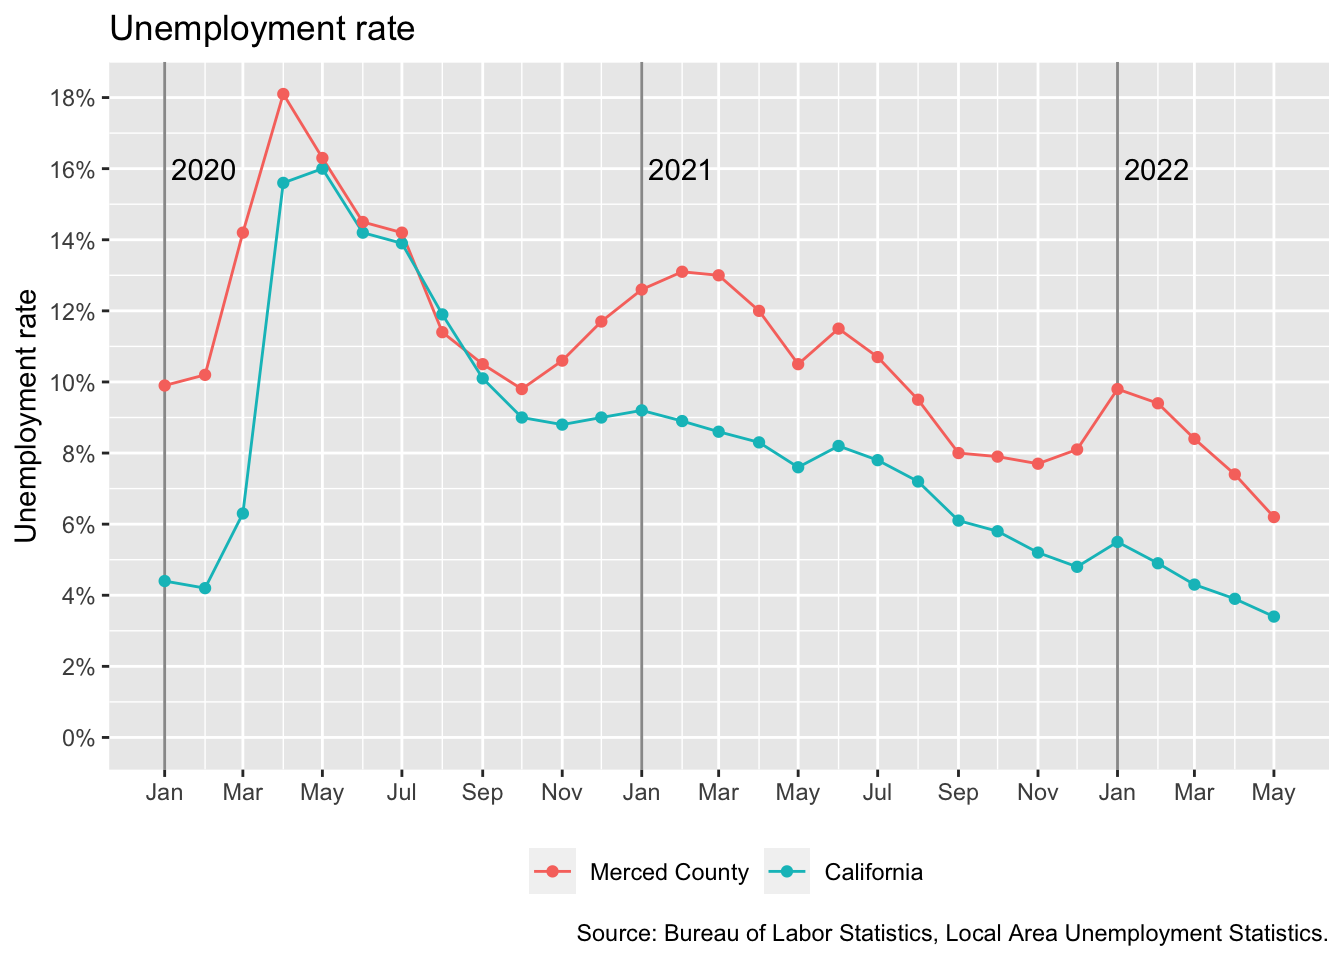 Unemployment rate
Unemployment rate
18%
16%
14%
12%
10%
8%
6%
4%
2%
0%
2020
2021
2022
Jan Mar May Jul Sep Nov Jan Mar May Jul Sep Nov Jan Mar May
Merced County California
Source: Bureau of Labor Statistics, Local Area Unemployment Statistics.